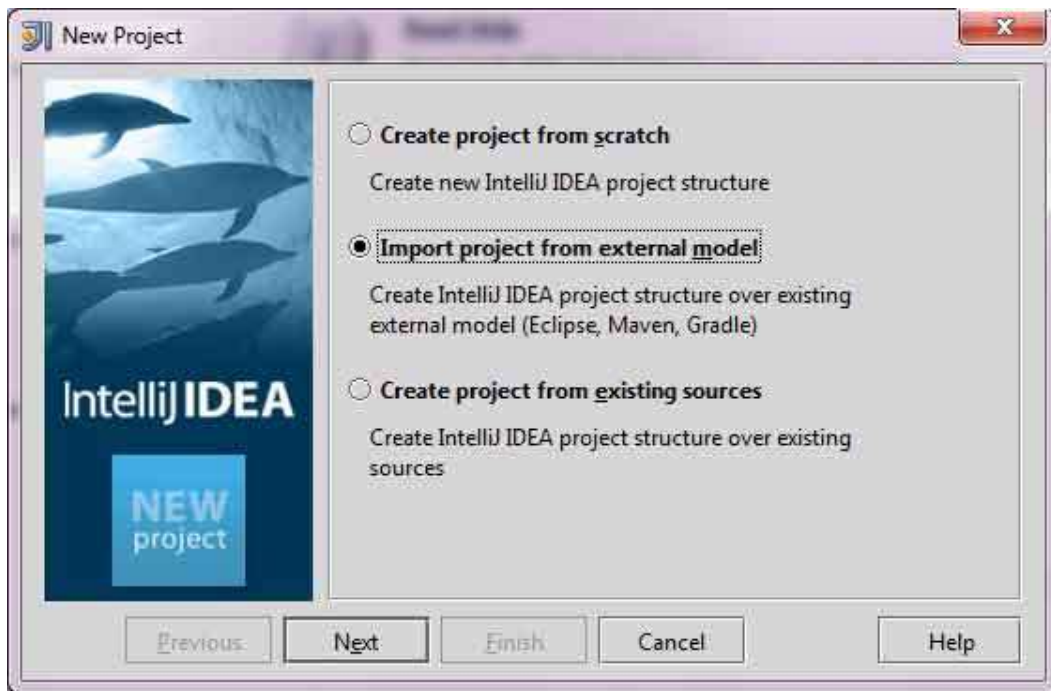 New Project
Create project from scratch
Create new IntelliJ IDEA project structure
Import project from external model
Create IntelliJ IDEA project structure over existing
external model (Eclipse, Maven, Gradle)
Create project from existing sources
Create IntelliJ IDEA project structure over existing
sources
IntelliJ IDEA
NEW
project
Previous Next Finish Cancel Help